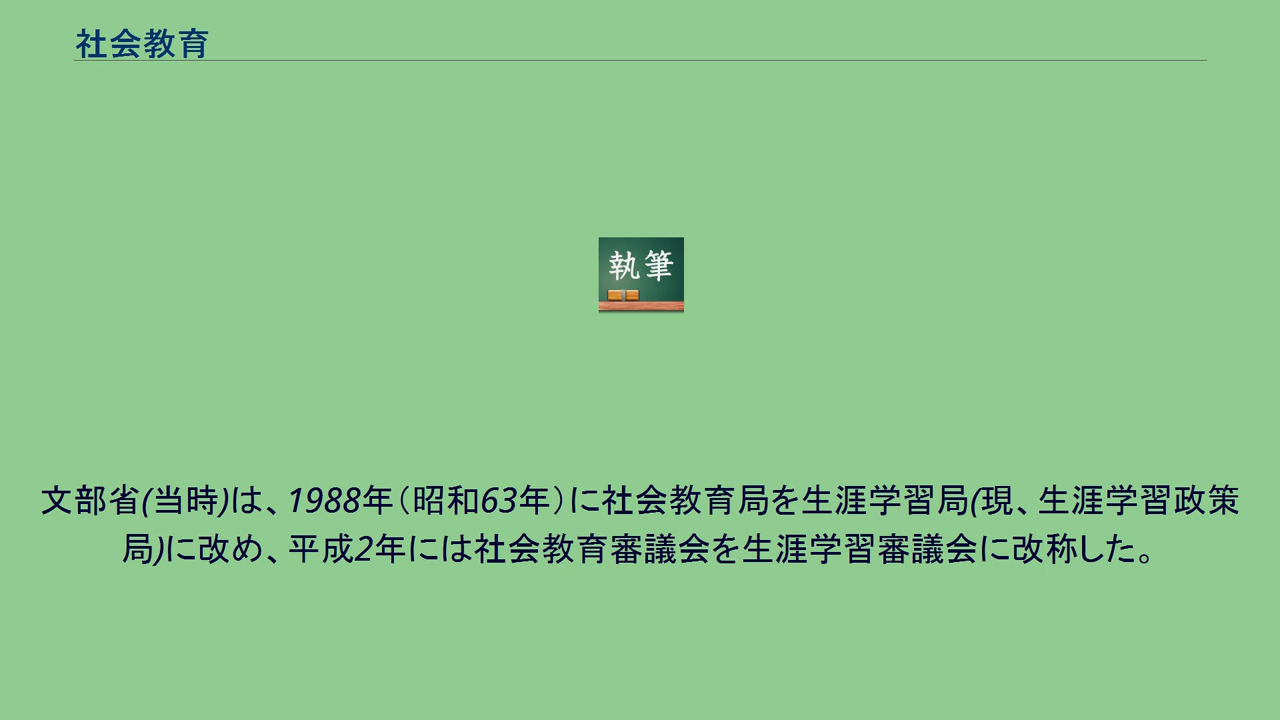 社会教育
執筆
文部省(当時)は、1988年（昭和63年）に社会教育局を生涯学習局(現、生涯学習政策
局)に改め、平成2年には社会教育審議会を生涯学習審議会に改称した。